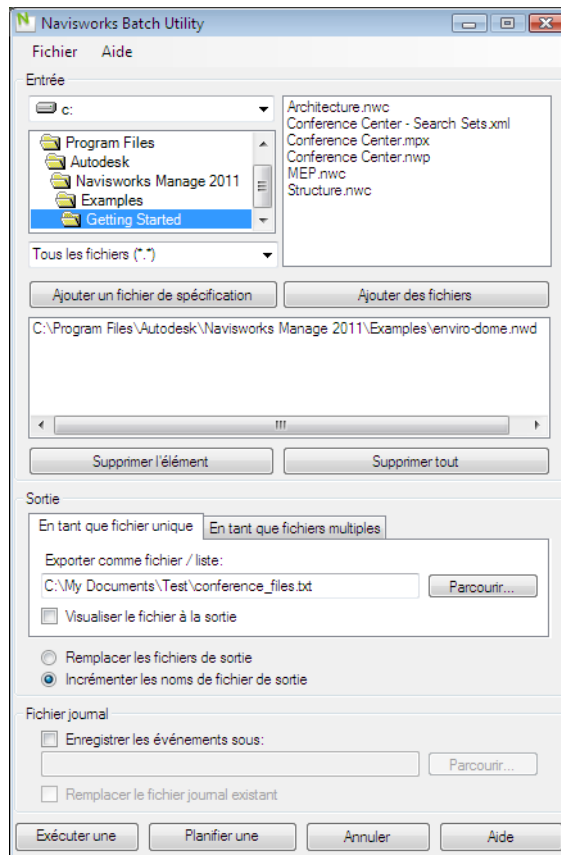 Navisworks Batch Utility
Fichier Aide
Entrée
c:
Program Files
Autodesk
Navisworks Manage 2011
Examples
Getting Started
Tous les fichiers (*.*)
Architecture.nwc
Conference Center - Search Sets.xml
Conference Center.mpx
Conference Center.nwp
MEP.nwc
Structure.nwc
Ajouter un fichier de spécification
Ajouter des fichiers
C:\Program Files\Autodesk\Navisworks Manage 2011\Examples\enviro-dome.nwd
Supprimer l'élément
Supprimer tout
Sortie
En tant que fichier unique
En tant que fichiers multiples
Exporter comme fichier / liste:
C:\My Documents\Test\conference_files.txt
Parcourir...
Visualiser le fichier à la sortie
Remplacer les fichiers de sortie
Incrémenter les noms de fichier de sortie
Fichier journal
Enregistrer les événements sous:
Parcourir...
Remplacer le fichier journal existant
Exécuter une
Planifier une
Annuler
Aide